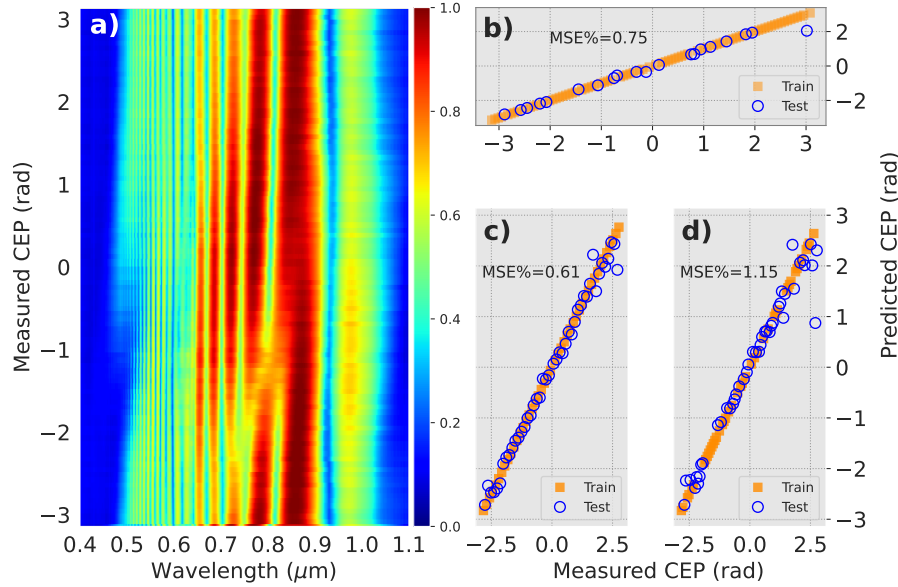 a)
Measured CEP (rad)
3
2
1
0
−1
−2
−3
0.4 0.5 0.6 0.7 0.8 0.9 1.0 1.1
Wavelength (μm)
1.0
0.8
0.6
0.4
0.2
0.0
b)
MSE%=0.75
Train
Test
2
0
−2
−3 −2 −1 0 1 2 3
c)
MSE%=0.61
Train
Test
−2.5 0.0 2.5
d)
MSE%=1.15
Train
Test
−2.5 0.0 2.5
3
2
1
0
−1
−2
−3
Measured CEP (rad)
Predicted CEP (rad)